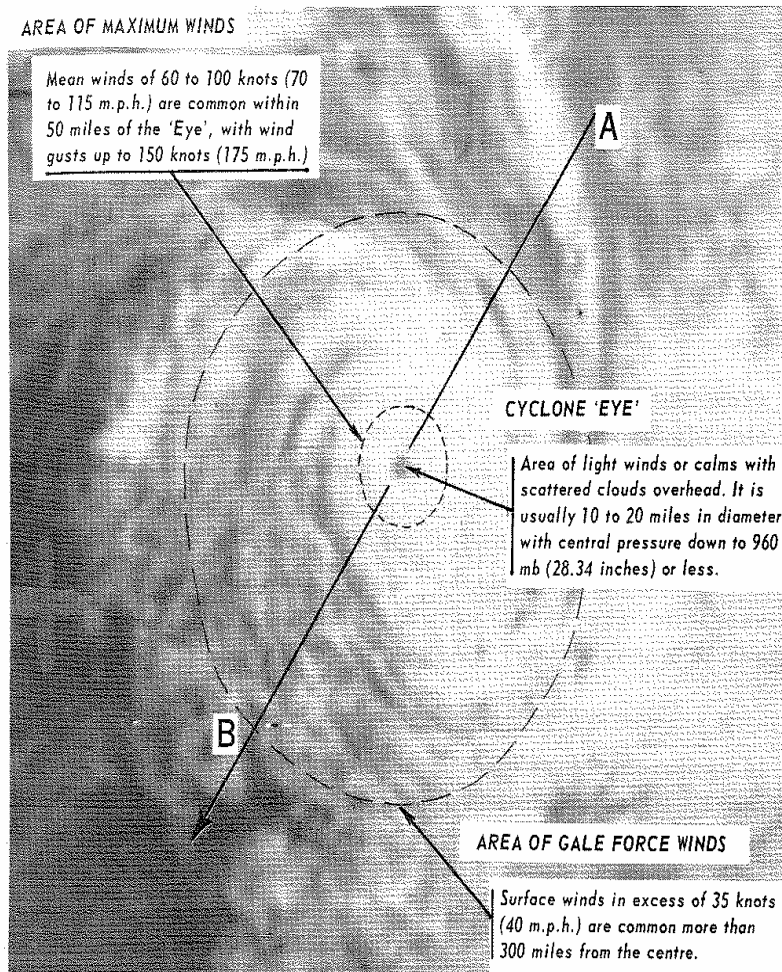 AREA OF MAXIMUM WINDS
Mean winds of 60 to 100 knots (70
to 115 m.p.h.) are common within
50 miles of the 'Eye', with wind
gusts up to 150 knots (175 m.p.h.)
A
CYCLONE 'EYE'
Area of light winds or calms with
scattered clouds overhead. It is
usually 10 to 20 miles in diameter
with central pressure down to 960
mb (28.34 inches) or less.
B
AREA OF GALE FORCE WINDS
Surface winds in excess of 35 knots
(40 m.p.h.) are common more than
300 miles from the centre.